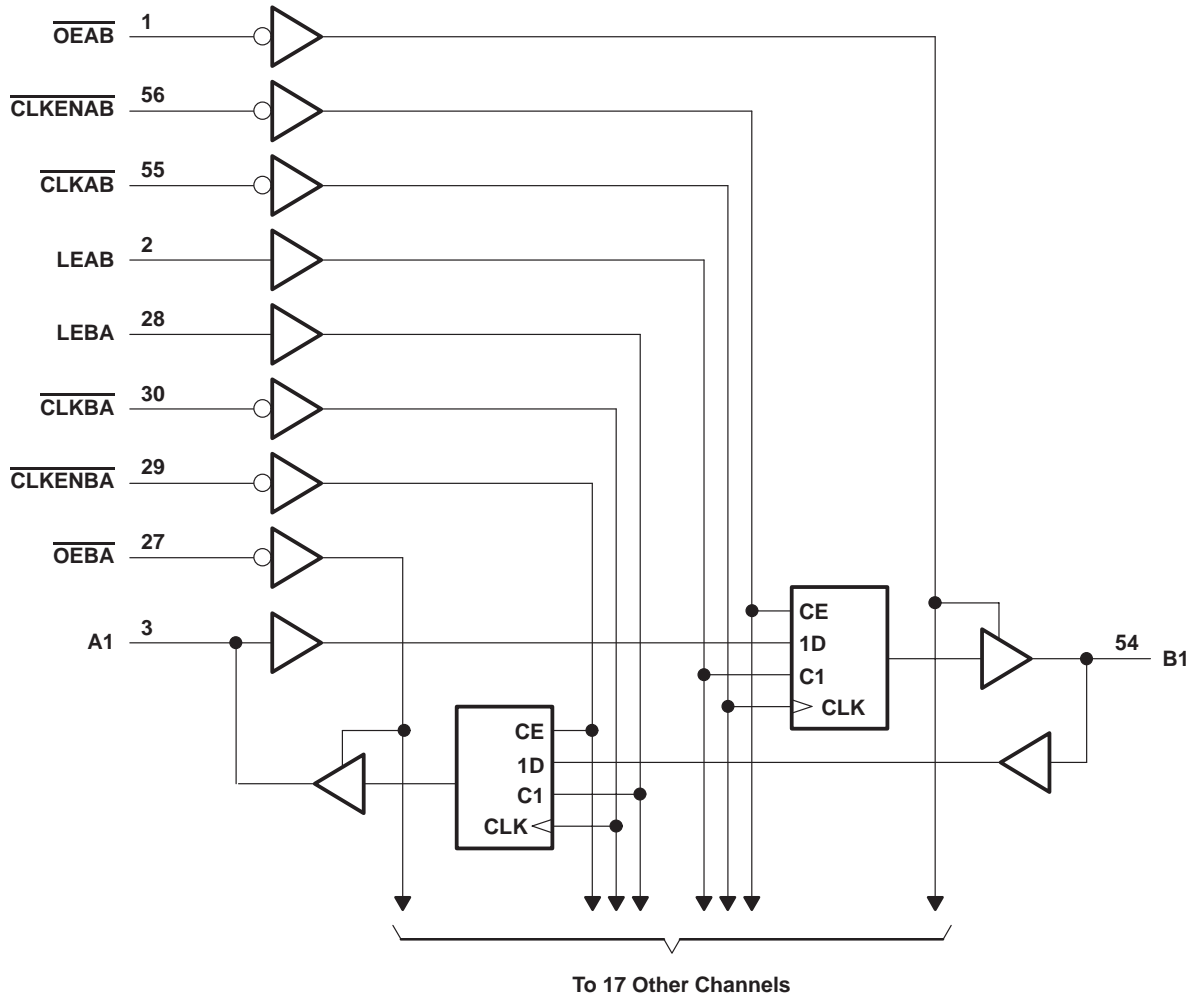 OEAB 1
CLKENAB 56
CLKAB 55
LEAB 2
LEBA 28
CLKBA 30
CLKENBA 29
OEBA 27
A1 3
CE
1D
C1
CLK
54 B1
CE
1D
C1
CLK
To 17 Other Channels